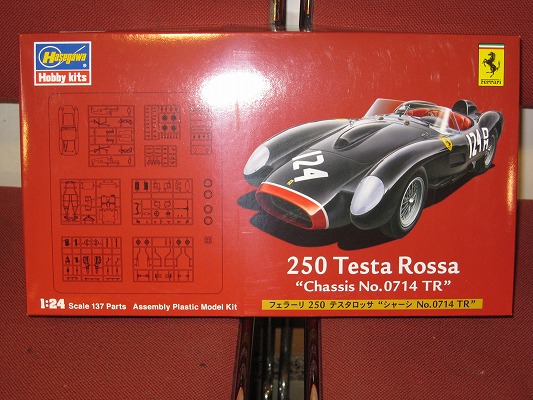 Hasegawa
Hobby kits
Ferrari
124
124 R
250 Testa Rossa
"Chassis No.0714 TR"
1:24 Scale 137 Parts Assembly Plastic Model Kit
フェラーリ 250 テスタロッサ "シャーシ No.0714 TR"